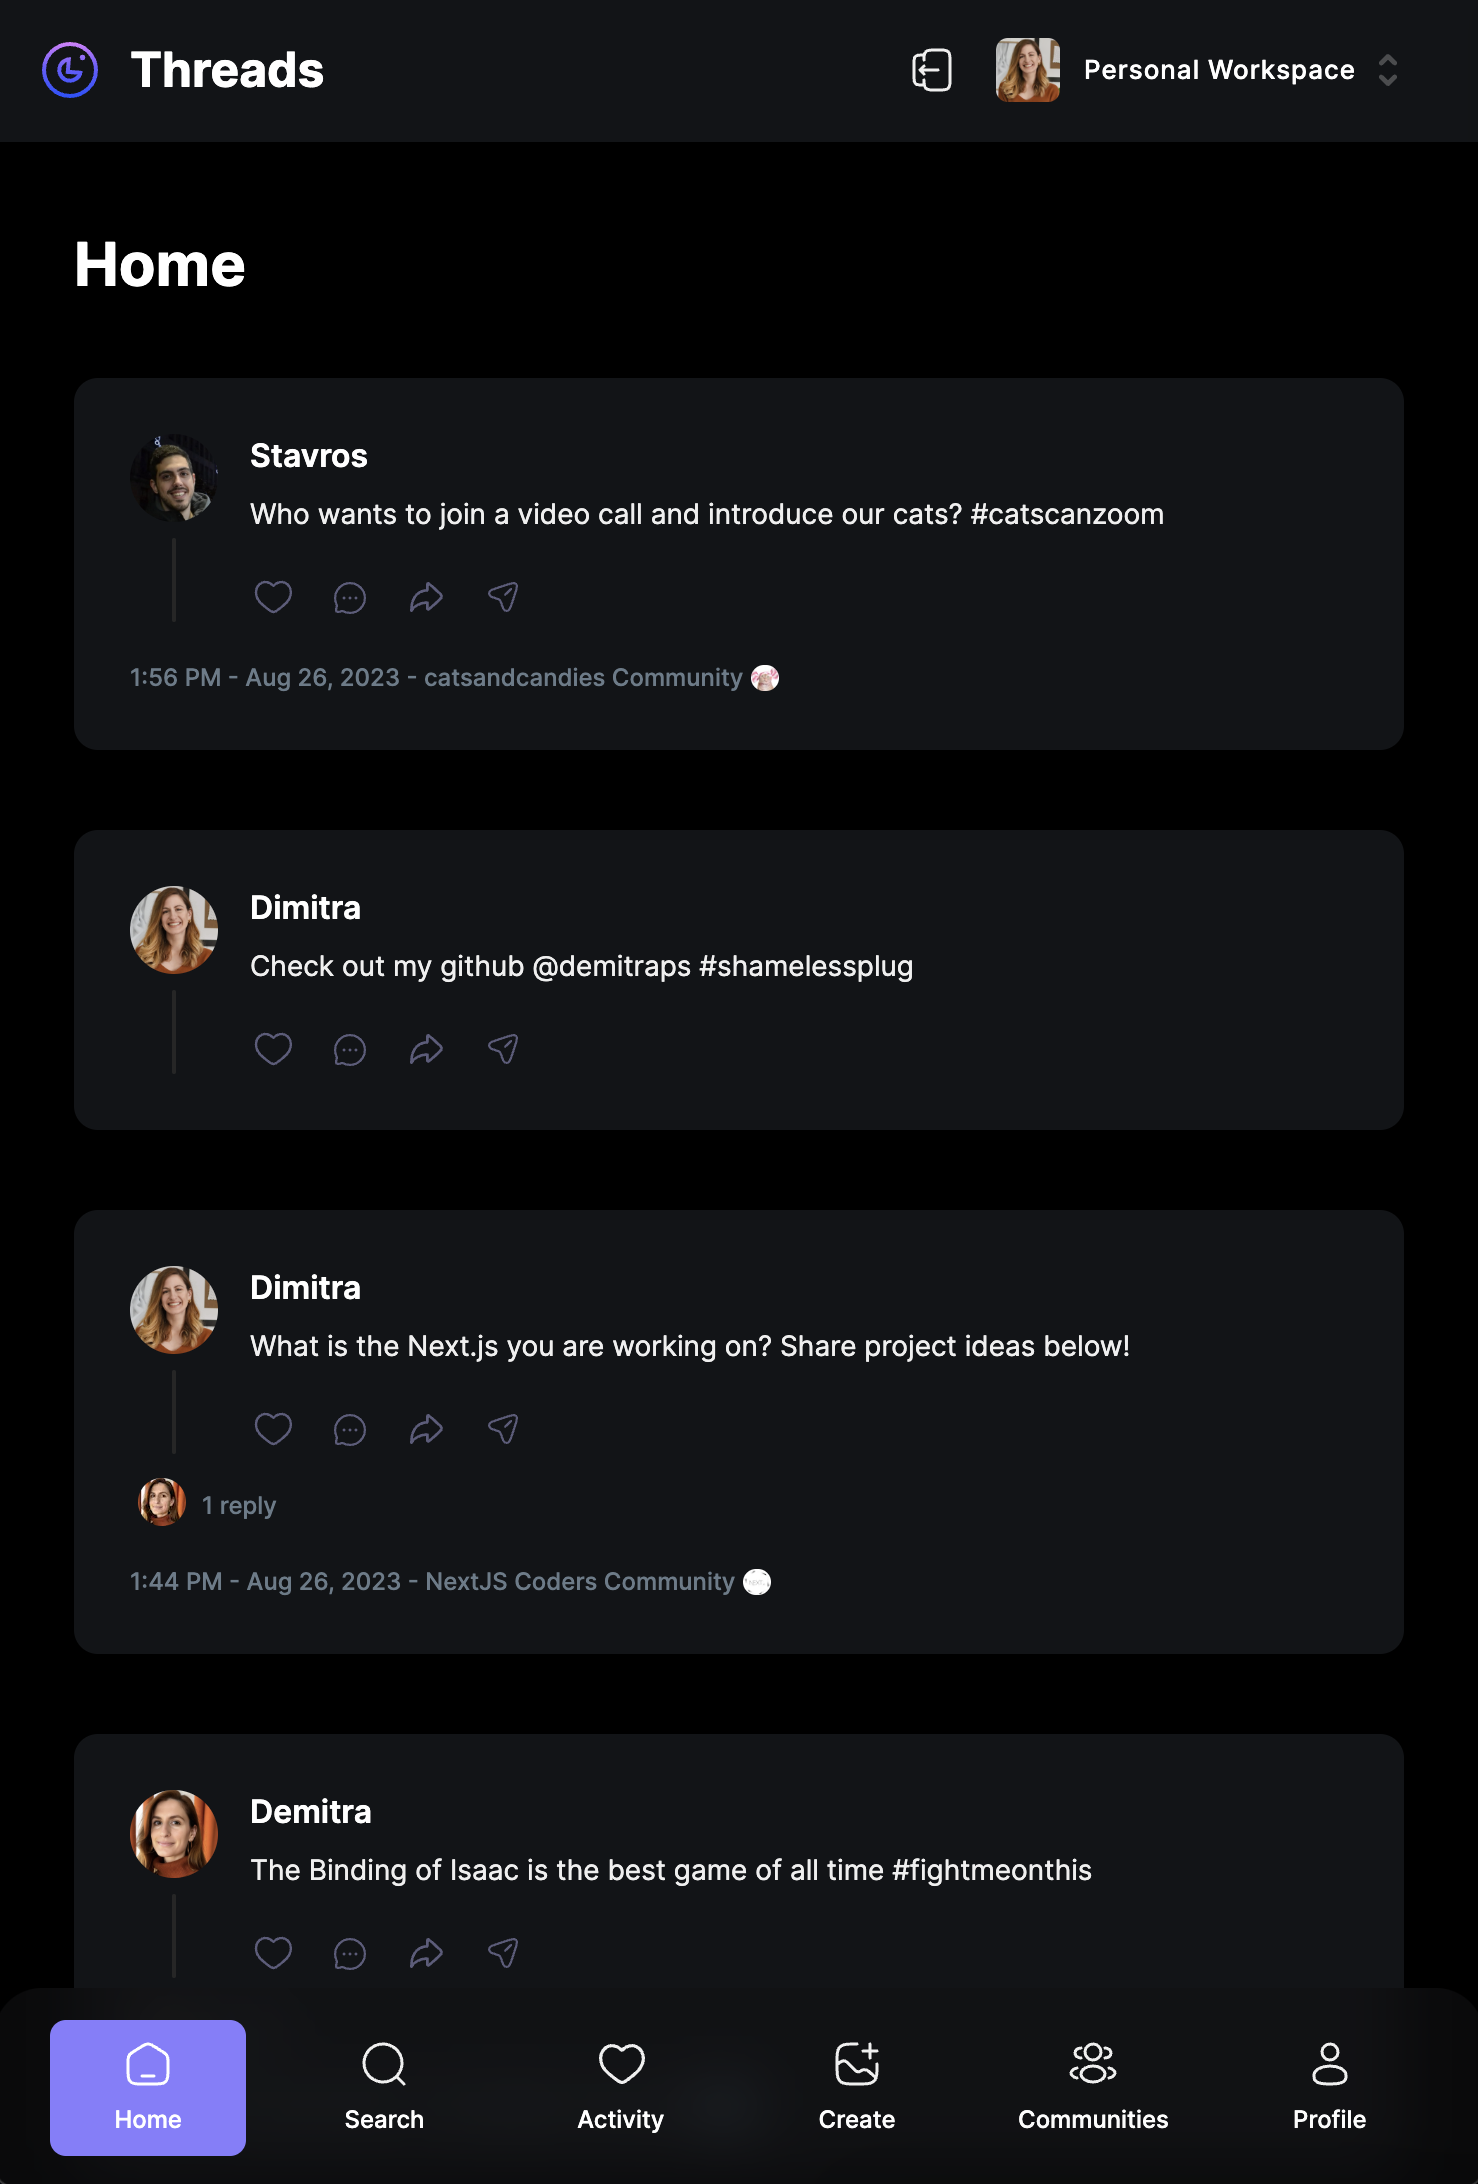 Threads
Personal Workspace
Home
Stavros
Who wants to join a video call and introduce our cats? #catscanzoom
1:56 PM - Aug 26, 2023 - catsandcandies Community
Dimitra
Check out my github @demitraps #shamelessplug
Dimitra
What is the Next.js you are working on? Share project ideas below!
1 reply
1:44 PM - Aug 26, 2023 - NextJS Coders Community
Demitra
The Binding of Isaac is the best game of all time #fightmeonthis
Home
Search
Activity
Create
Communities
Profile